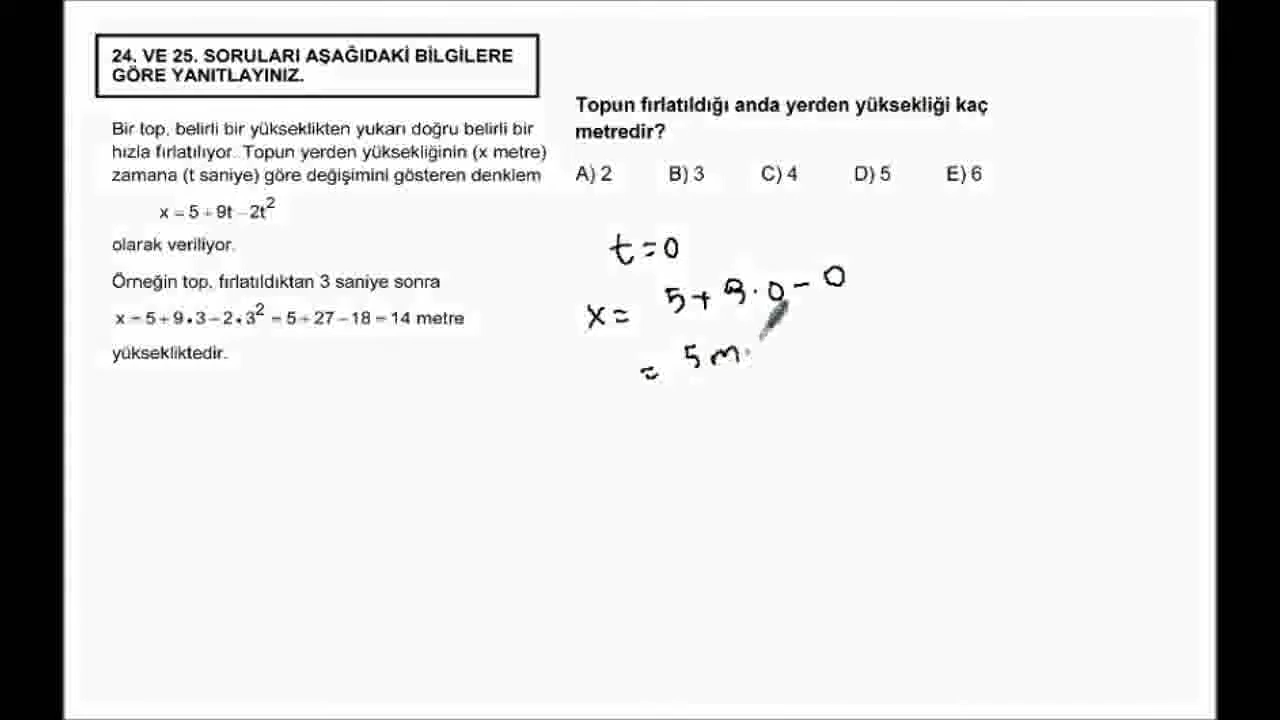 24. VE 25. SORULARI AŞAĞIDAKİ BİLGİLERE
GÖRE YANITLAYINIZ.
Bir top, belirli bir yükseklikten yukarı doğru belirli bir
hızla fırlatılıyor. Topun yerden yüksekliğinin (x metre)
zamana (t saniye) göre değişimini gösteren denklem
x = 5 + 9t – 2t²
olarak veriliyor.
Örneğin top, fırlatıldıktan 3 saniye sonra
x = 5 + 9 • 3 – 2 • 3² = 5 + 27 – 18 = 14 metre
yüksekliktedir.
Topun fırlatıldığı anda yerden yüksekliği kaç
metredir?
A) 2 B) 3 C) 4 D) 5 E) 6
t = 0
x = 5 + 9 · 0 – 0
= 5 m.